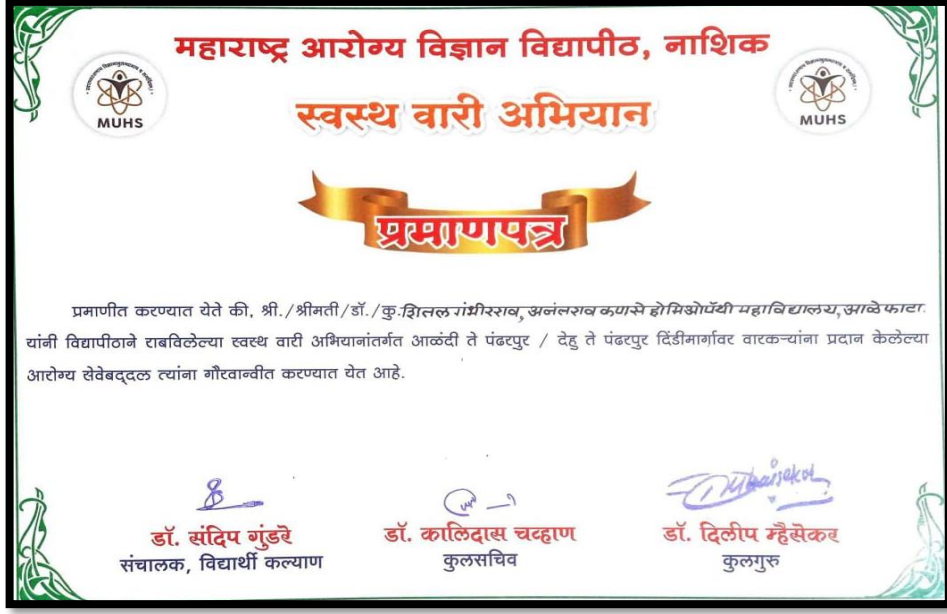 महाराष्ट्र आरोग्य विज्ञान विद्यापीठ, नाशिक
MUHS
MUHS
स्वस्थ वारी अभियान
प्रमाणपत्र
प्रमाणीत करण्यात येते की, श्री./श्रीमती/डॉ./कु.शितल गंभीरराव, अनंतराव कणसे होमिओपॅथी महाविद्यालय, आळेफाटा.
यांनी विद्यापीठाने राबविलेल्या स्वस्थ वारी अभियानांतर्गत आळंदी ते पंढरपुर / देहु ते पंढरपुर दिंडीमार्गावर वारकऱ्यांना प्रदान केलेल्या
आरोग्य सेवेबद्दल त्यांना गौरवान्वीत करण्यात येत आहे.
डॉ. संदिप गुंडरे डॉ. कालिदास चव्हाण डॉ. दिलीप म्हैसेकर
संचालक, विद्यार्थी कल्याण कुलसचिव कुलगुरु